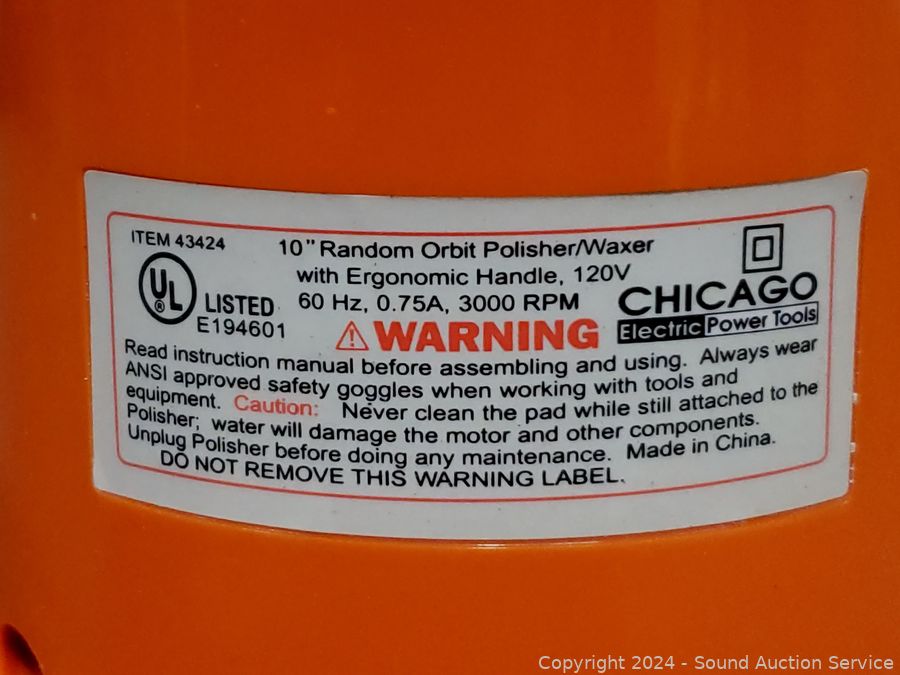 ITEM 43424
10" Random Orbit Polisher/Waxer
with Ergonomic Handle, 120V
60 Hz, 0.75A, 3000 RPM
UL ®
LISTED
E194601
CHICAGO
Electric Power Tools
⚠WARNING
Read instruction manual before assembling and using. Always wear
ANSI approved safety goggles when working with tools and
equipment. Caution: Never clean the pad while still attached to the
Polisher; water will damage the motor and other components.
Unplug Polisher before doing any maintenance. Made in China.
DO NOT REMOVE THIS WARNING LABEL.
Copyright 2024 - Sound Auction Service